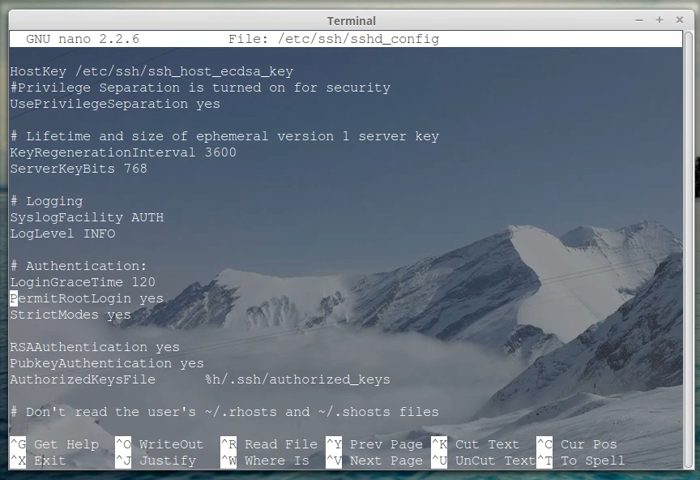 Terminal
GNU nano 2.2.6 File: /etc/ssh/sshd_config
HostKey /etc/ssh/ssh_host_ecdsa_key
#Privilege Separation is turned on for security
UsePrivilegeSeparation yes
# Lifetime and size of ephemeral version 1 server key
KeyRegenerationInterval 3600
ServerKeyBits 768
# Logging
SyslogFacility AUTH
LogLevel INFO
# Authentication:
LoginGraceTime 120
PermitRootLogin yes
StrictModes yes
RSAAuthentication yes
PubkeyAuthentication yes
AuthorizedKeysFile %h/.ssh/authorized_keys
# Don't read the user's ~/.rhosts and ~/.shosts files
^G Get Help ^O WriteOut ^R Read File ^Y Prev Page ^K Cut Text ^C Cur Pos
^X Exit ^J Justify ^W Where Is ^V Next Page ^U UnCut Text ^T To Spell